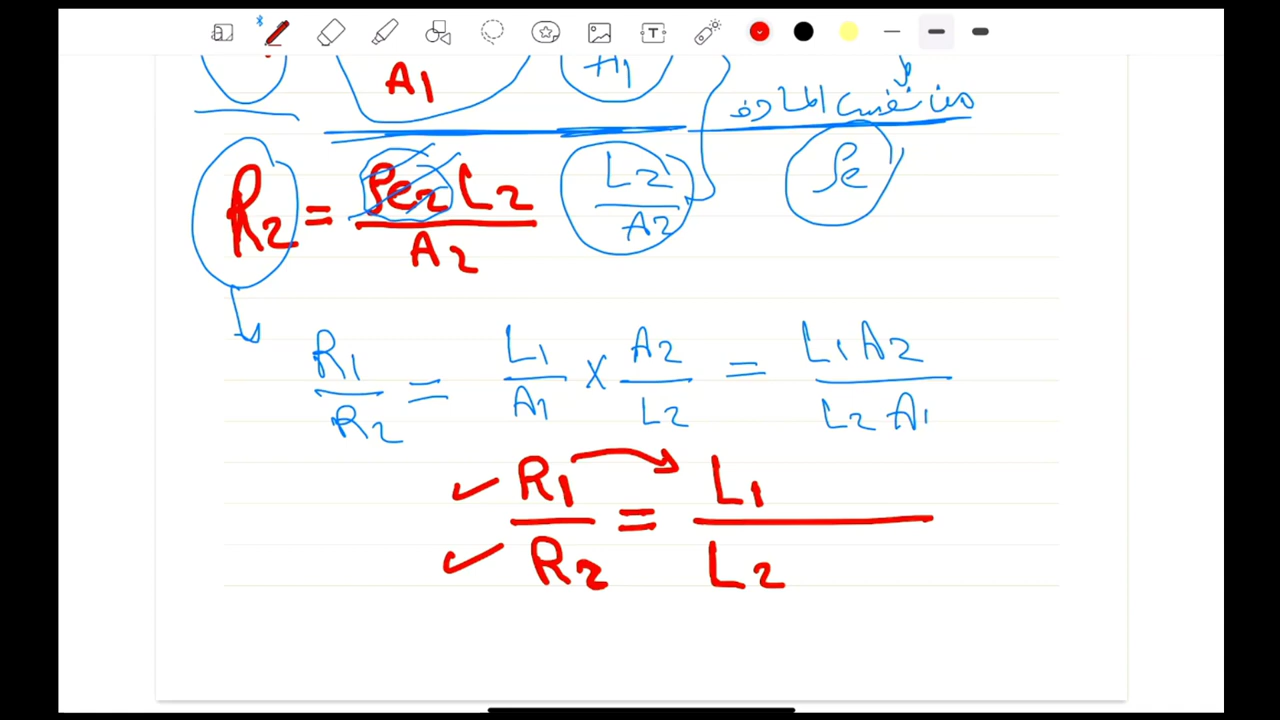 A1
A1
من نفس المادة
R2 = ρe2 L2 / A2
L2 / A2
ρe
R1 / R2 = L1 / A1 × A2 / L2 = L1 A2 / L2 A1
R1 / R2 = L1 / L2